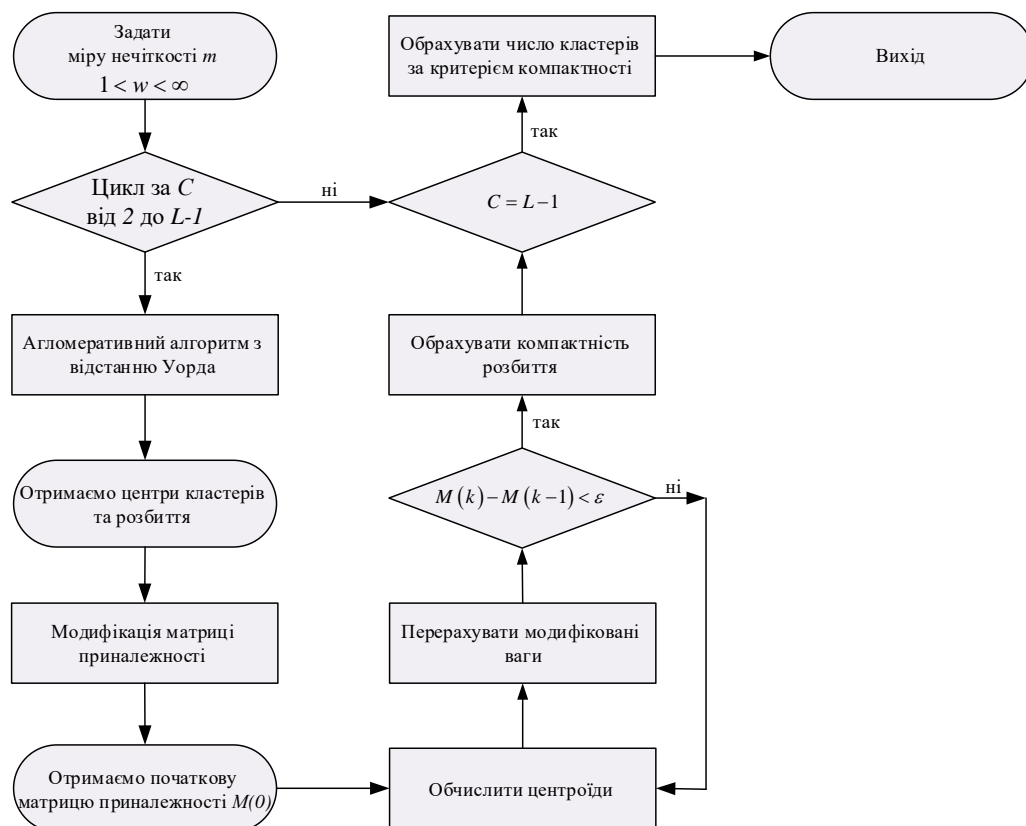 Задати
міру нечіткості m
1 < w < ∞
Цикл за C
від 2 до L-1
ні
так
Агломеративний алгоритм з
відстанню Уорда
Отримаємо центри кластерів
та розбиття
Модифікація матриці
приналежності
Отримаємо початкову
матрицю приналежності M(0)
Обрахувати число кластерів
за критерієм компактності
Вихід
так
C = L − 1
Обрахувати компактність
розбиття
так
M(k) − M(k−1) < ε
ні
Перерахувати модифіковані
ваги
Обчислити центроїди